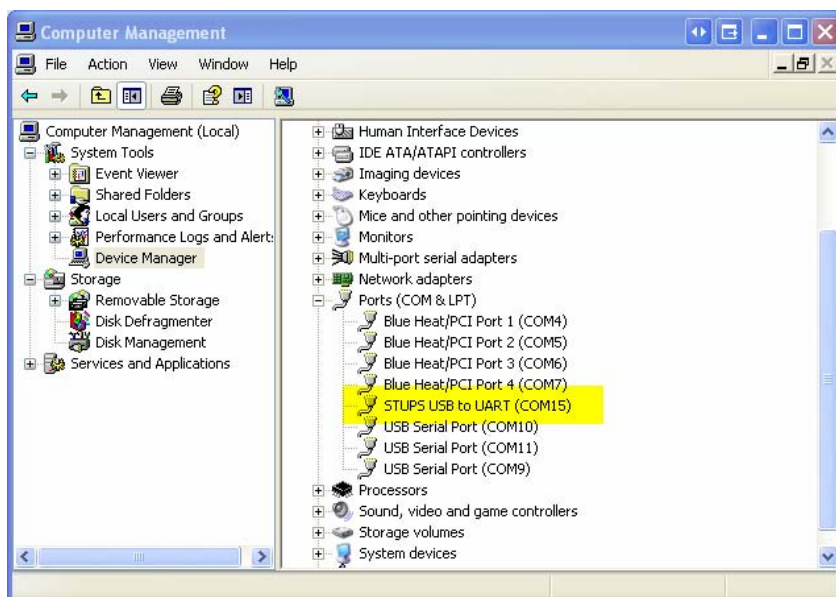 Computer Management
File Action View Window Help
Computer Management (Local)
System Tools
Event Viewer
Shared Folders
Local Users and Groups
Performance Logs and Alert:
Device Manager
Storage
Removable Storage
Disk Defragmenter
Disk Management
Services and Applications
Human Interface Devices
IDE ATA/ATAPI controllers
Imaging devices
Keyboards
Mice and other pointing devices
Monitors
Multi-port serial adapters
Network adapters
Ports (COM & LPT)
Blue Heat/PCI Port 1 (COM4)
Blue Heat/PCI Port 2 (COM5)
Blue Heat/PCI Port 3 (COM6)
Blue Heat/PCI Port 4 (COM7)
STUPS USB to UART (COM15)
USB Serial Port (COM10)
USB Serial Port (COM11)
USB Serial Port (COM9)
Processors
Sound, video and game controllers
Storage volumes
System devices